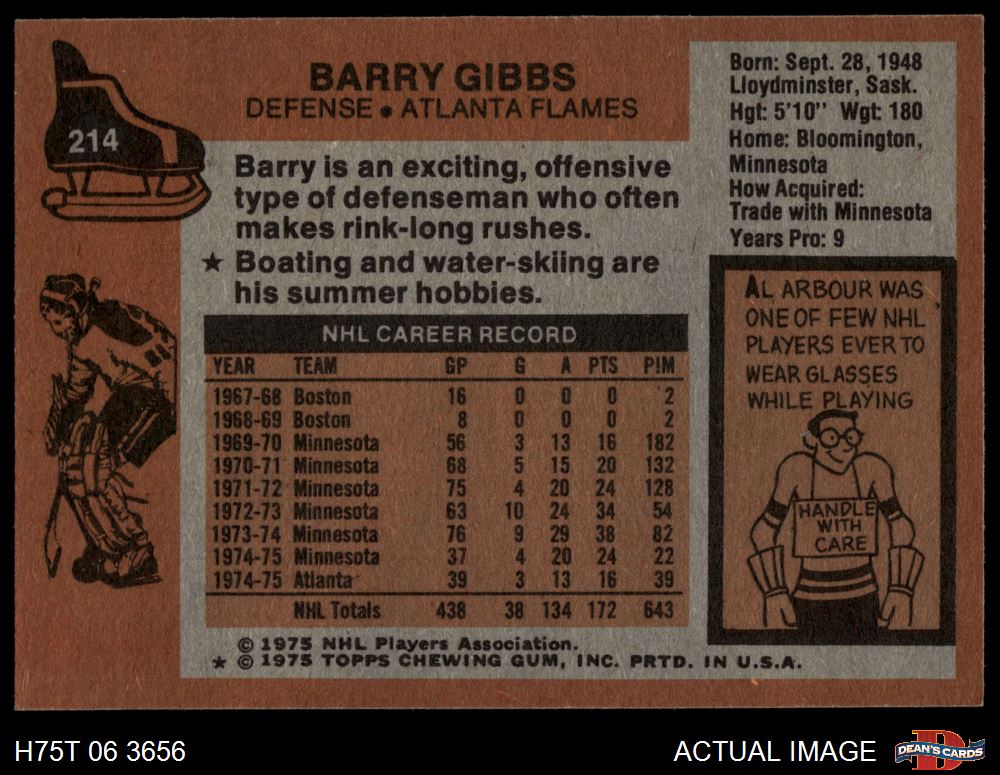 214
BARRY GIBBS
DEFENSE • ATLANTA FLAMES
Barry is an exciting, offensive
type of defenseman who often
makes rink-long rushes.
★ Boating and water-skiing are
his summer hobbies.
Born: Sept. 28, 1948
Lloydminster, Sask.
Hgt: 5'10" Wgt: 180
Home: Bloomington,
Minnesota
How Acquired:
Trade with Minnesota
Years Pro: 9
NHL CAREER RECORD
YEAR TEAM GP G A PTS PIM
1967-68 Boston 16 0 0 0 2
1968-69 Boston 8 0 0 0 2
1969-70 Minnesota 56 3 13 16 182
1970-71 Minnesota 68 5 15 20 132
1971-72 Minnesota 75 4 20 24 128
1972-73 Minnesota 63 10 24 34 54
1973-74 Minnesota 76 9 29 38 82
1974-75 Minnesota 37 4 20 24 22
1974-75 Atlanta 39 3 13 16 39
NHL Totals 438 38 134 172 643
AL ARBOUR WAS
ONE OF FEW NHL
PLAYERS EVER TO
WEAR GLASSES
WHILE PLAYING
HANDLE
WITH
CARE
© 1975 NHL Players Association.
★ © 1975 TOPPS CHEWING GUM, INC. PRTD. IN U.S.A.
H75T 06 3656
ACTUAL IMAGE
D
DEAN'S CARDS